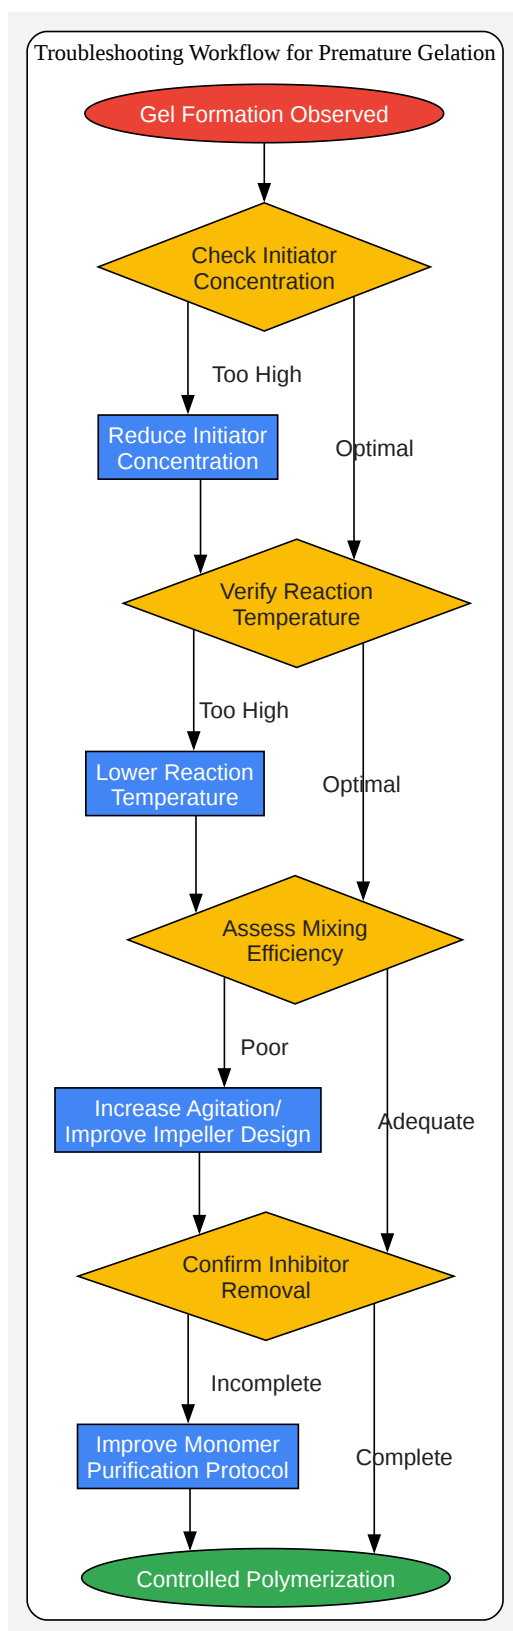 Troubleshooting Workflow for Premature Gelation
Gel Formation Observed
Check Initiator
Concentration
Too High
Reduce Initiator
Concentration
Optimal
Verify Reaction
Temperature
Too High
Lower Reaction
Temperature
Optimal
Assess Mixing
Efficiency
Poor
Increase Agitation/
Improve Impeller Design
Adequate
Confirm Inhibitor
Removal
Incomplete
Improve Monomer
Purification Protocol
Complete
Controlled Polymerization